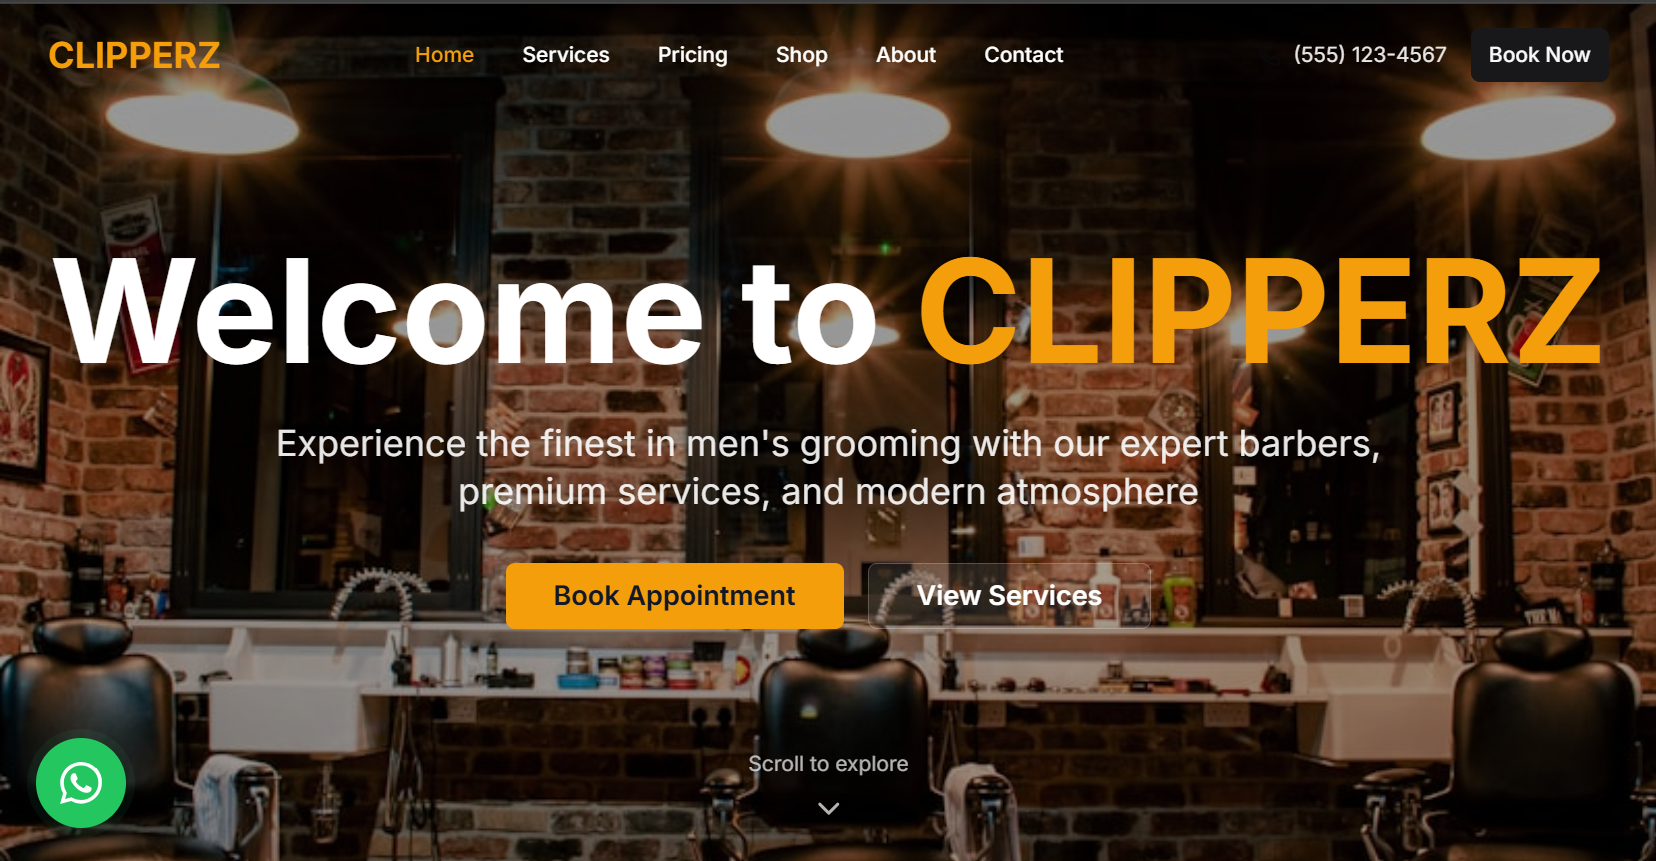 CLIPPERZ
Home Services Pricing Shop About Contact
(555) 123-4567 Book Now
Welcome to CLIPPERZ
Experience the finest in men's grooming with our expert barbers,
premium services, and modern atmosphere
Book Appointment View Services
Scroll to explore